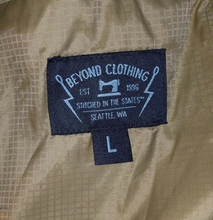 BEYOND CLOTHING
EST 1996
STITCHED IN THE STATES™
SEATTLE, WA
L